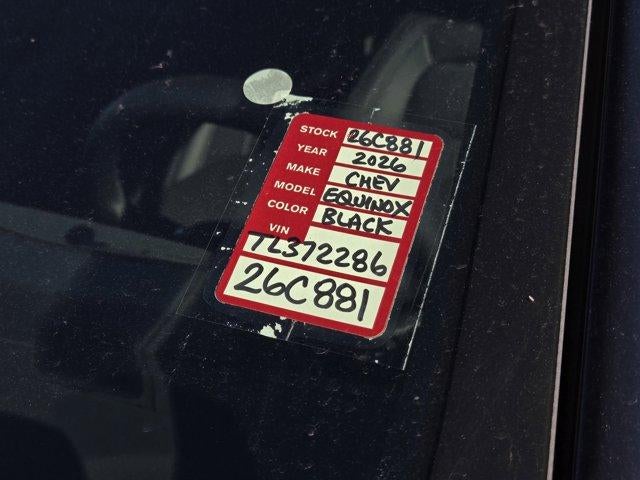 STOCK 26C881
YEAR 2026
MAKE CHEV
MODEL EQUINOX
COLOR BLACK
VIN
TL372286
26C881